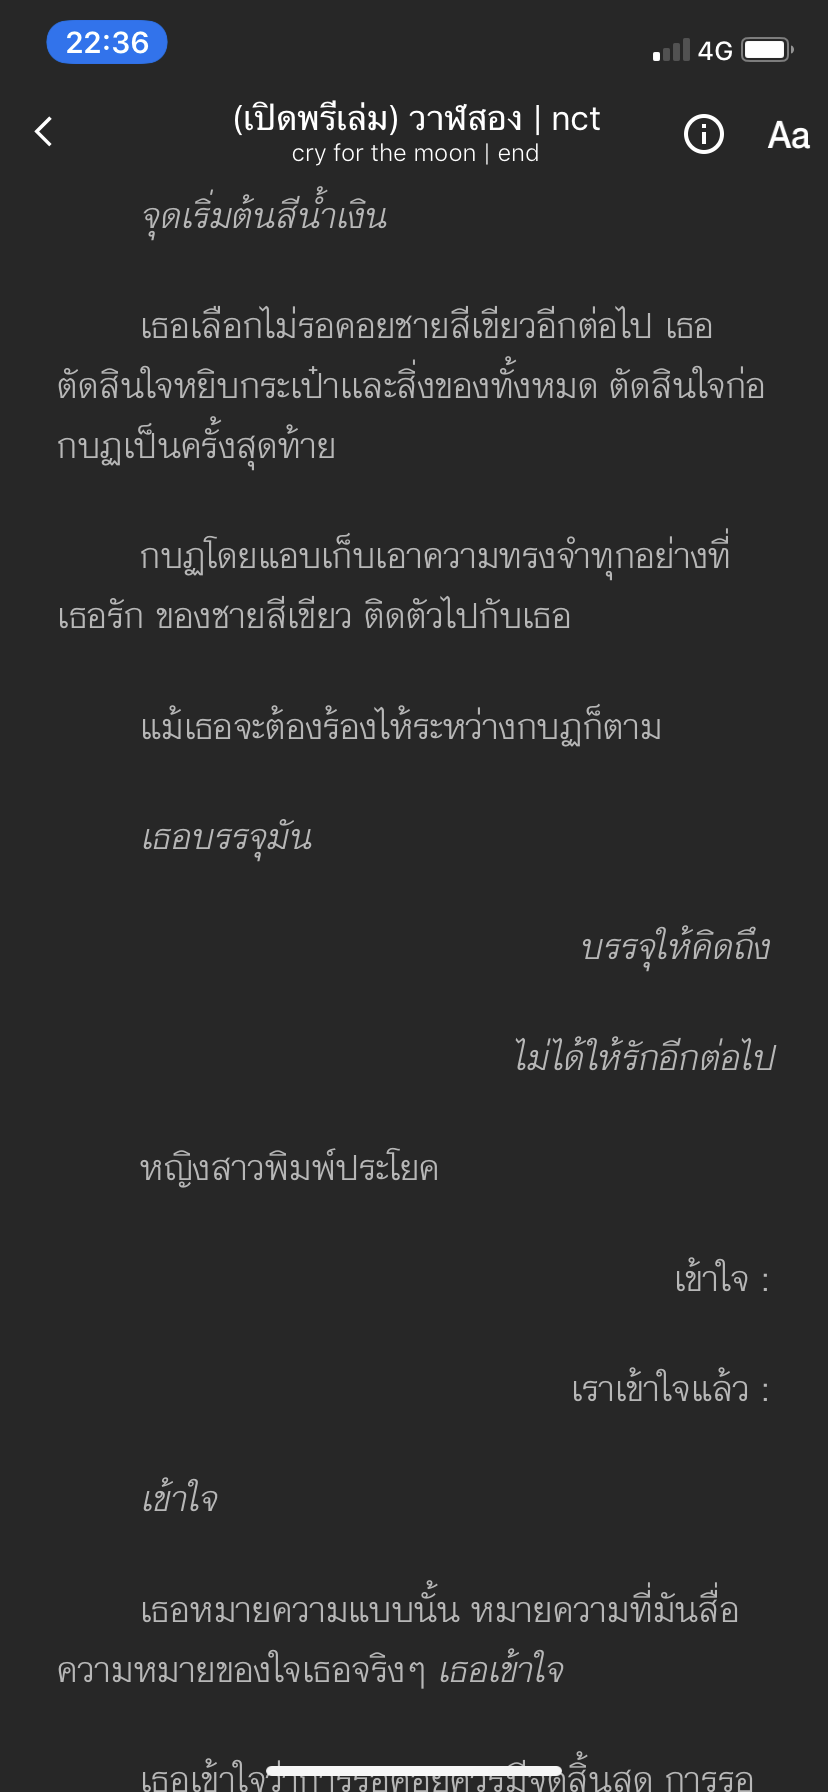 22:36
4G
(เปิดพรีเล่ม) วาฬสอง | nct
cry for the moon | end
Aa
จุดเริ่มต้นสีน้ำเงิน
เธอเลือกไม่รอคอยชายสีเขียวอีกต่อไป เธอ
ตัดสินใจหยิบกระเป๋าและสิ่งของทั้งหมด ตัดสินใจก่อ
กบฏเป็นครั้งสุดท้าย
กบฏโดยแอบเก็บเอาความทรงจำทุกอย่างที่
เธอรัก ของชายสีเขียว ติดตัวไปกับเธอ
แม้เธอจะต้องร้องไห้ระหว่างกบฏก็ตาม
เธอบรรจุมัน
บรรจุให้คิดถึง
ไม่ได้ให้รักอีกต่อไป
หญิงสาวพิมพ์ประโยค
เข้าใจ :
เราเข้าใจแล้ว :
เข้าใจ
เธอหมายความแบบนั้น หมายความที่มันสื่อ
ความหมายของใจเธอจริงๆ เธอเข้าใจ
เธอเข้าใจว่าการรอคอยควรมีจุดสิ้นสุด การรอ